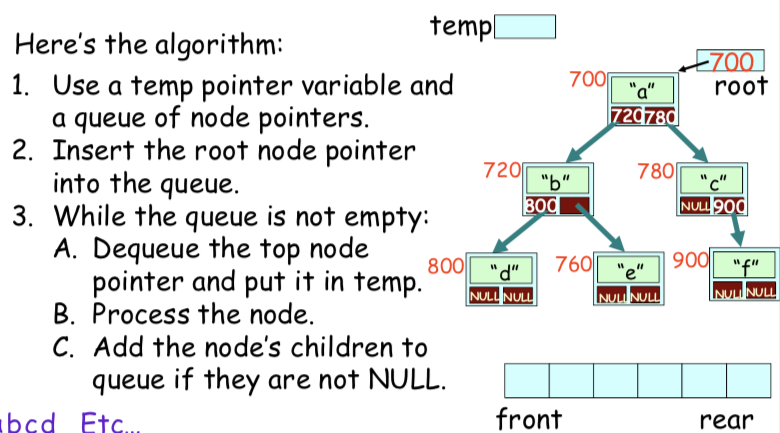 Here's the algorithm:
1. Use a temp pointer variable and
a queue of node pointers.
2. Insert the root node pointer
into the queue.
3. While the queue is not empty:
A. Dequeue the top node
pointer and put it in temp.
B. Process the node.
C. Add the node's children to
queue if they are not NULL.
bcd Etc...
temp
700
root
700
"a"
720 780
720
"b"
800
780
"c"
NULL 900
800
"d"
NULL NULL
760
"e"
NULL NULL
900
"f"
NULL NULL
front rear